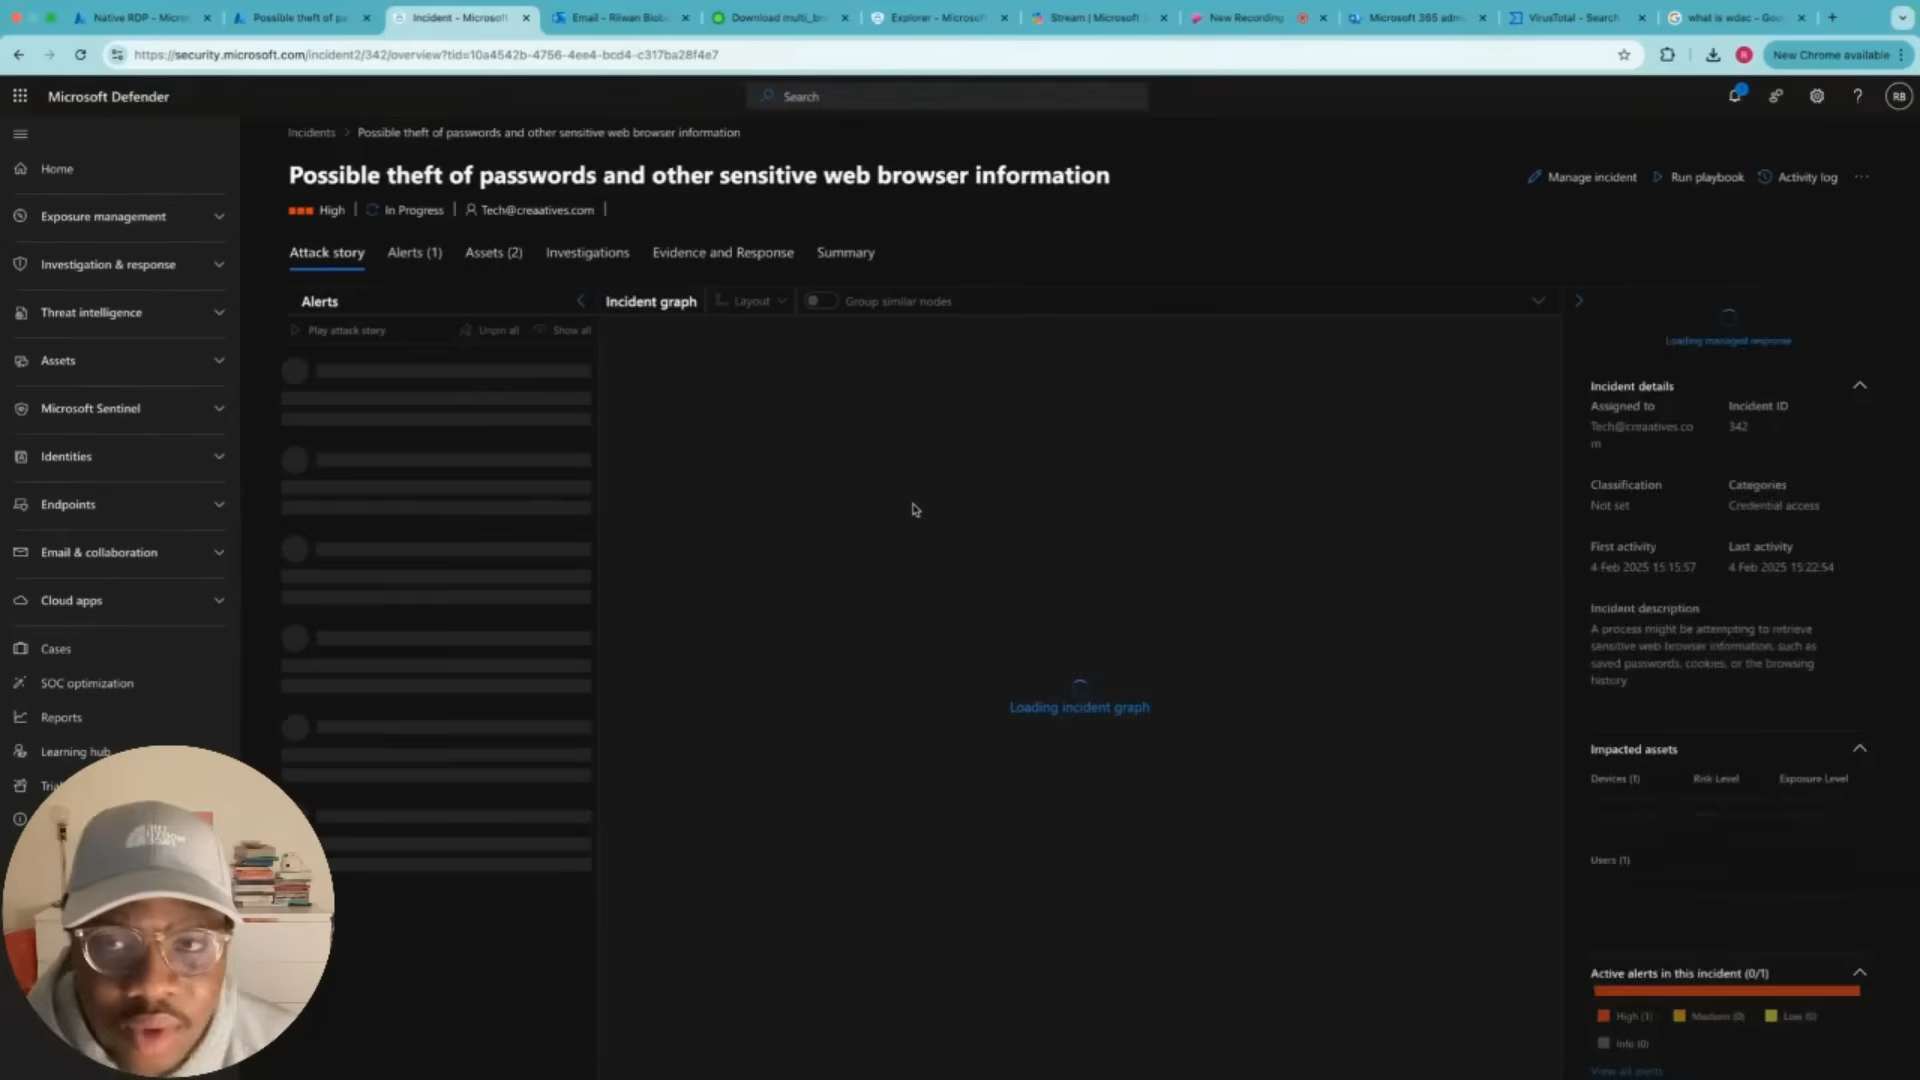 Native RDP - Micros
Possible theft of pa
Incident - Microsoft
Email - Riiwan
Download multi_br
Explorer - Microsoft
Stream | Microsoft
New Recording
Microsoft 365 adm
VirusTotal - Search
what is wdac - Goo
https://security.microsoft.com/incident2/342/overview?tid=10a4542b-4756-4ee4-bcd4-c317ba28f4e7
New Chrome available
Microsoft Defender
Search
RB
Incidents > Possible theft of passwords and other sensitive web browser information
Home
Possible theft of passwords and other sensitive web browser information
Manage incident
Run playbook
Activity log
High | In Progress | Tech@creaatives.com |
Exposure management
Attack story
Alerts (1)
Assets (2)
Investigations
Evidence and Response
Summary
Investigation & response
Alerts
Incident graph
Layout
Group similar nodes
Threat intelligence
Play attack story
Unpin all
Show all
Loading managed response
Assets
Microsoft Sentinel
Identities
Endpoints
Email & collaboration
Cloud apps
Cases
SOC optimization
Reports
Learning hub
Trial
Loading incident graph
Incident details
Assigned to
Incident ID
Tech@creaatives.co
m
342
Classification
Categories
Not set
Credential access
First activity
Last activity
4 Feb 2025 15:15:57
4 Feb 2025 15:22:54
Incident description
A process might be attempting to retrieve
sensitive web browser information, such as
saved passwords, cookies, or the browsing
history
Impacted assets
Devices (1)
Risk Level
Exposure Level
Users (1)
Active alerts in this incident (0/1)
High (1)
Medium (0)
Low (0)
Info (0)
View all alerts